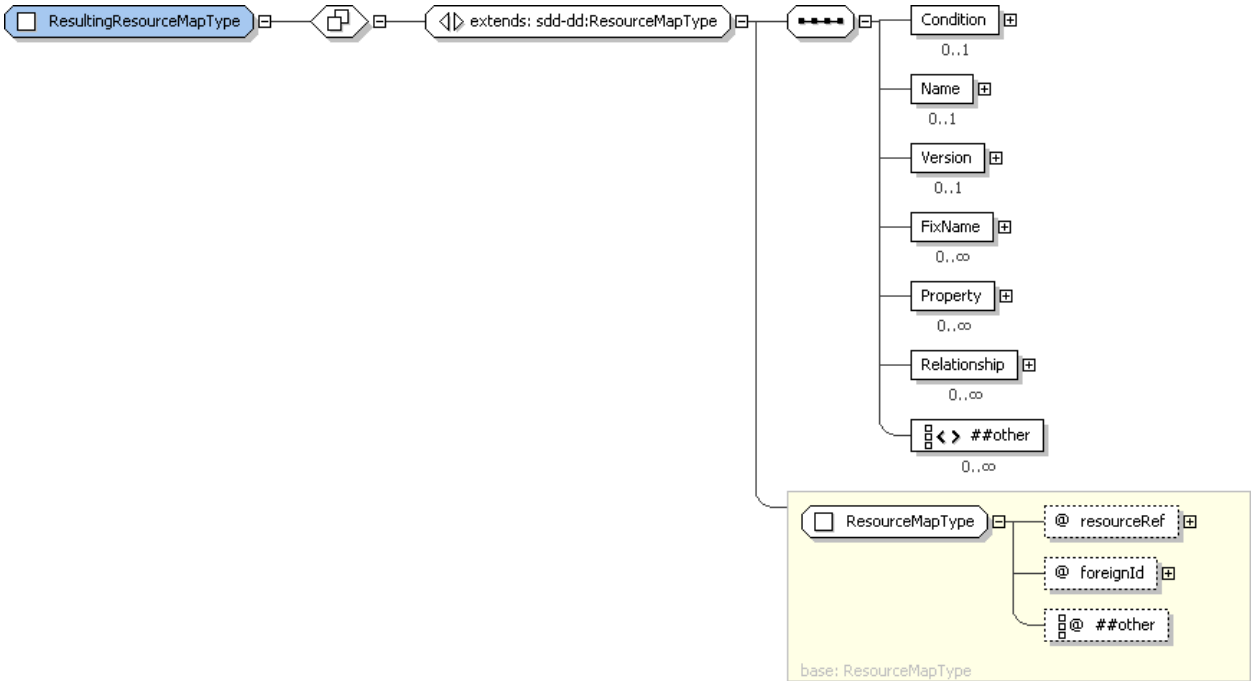 ResultingResourceMapType
extends: sdd-dd:ResourceMapType
Condition
0..1
Name
0..1
Version
0..1
FixName
0..∞
Property
0..∞
Relationship
0..∞
##other
0..∞
ResourceMapType
@ resourceRef
@ foreignId
@ ##other
base: ResourceMapType